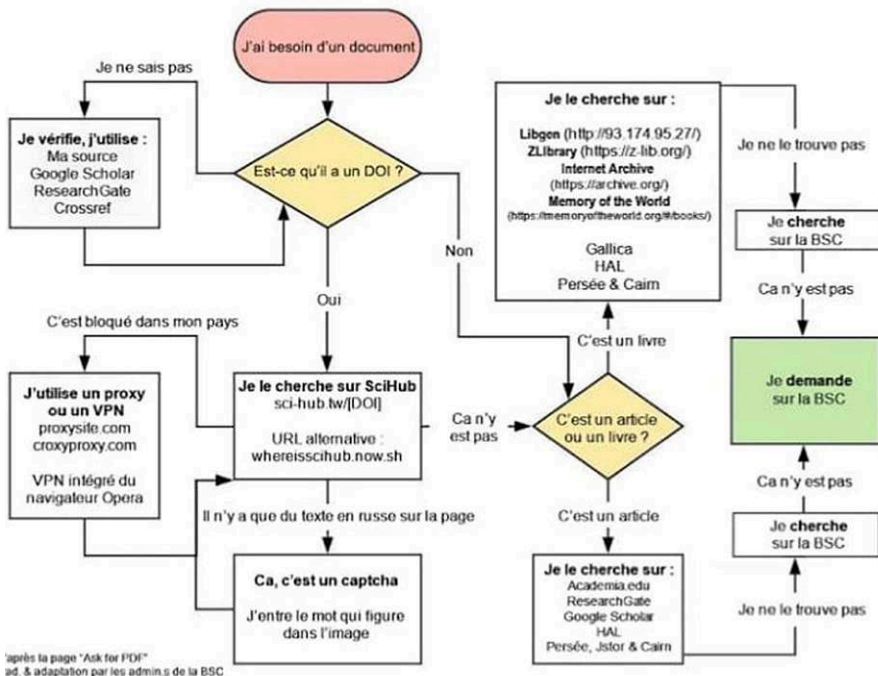 J'ai besoin d'un document
Je ne sais pas
Je vérifie, j'utilise :
Ma source
Google Scholar
ResearchGate
Crossref
Est-ce qu'il a un DOI ?
Non
Oui
Je le cherche sur :
Libgen (http://93.174.95.27/)
ZLibrary (https://z-lib.org/)
Internet Archive
(https://archive.org/)
Memory of the World
(https://memoryoftheworld.org/#/books/)
Gallica
HAL
Persée & Cairn
Je ne le trouve pas
Je cherche
sur la BSC
Ca n'y est pas
Je demande
sur la BSC
C'est un livre
C'est bloqué dans mon pays
J'utilise un proxy
ou un VPN
proxysite.com
croxyproxy.com
VPN intégré du
navigateur Opera
Je le cherche sur SciHub
sci-hub.tw/[DOI]
URL alternative :
whereisscihub.now.sh
Ca n'y
est pas
C'est un article
ou un livre ?
Ca n'y est pas
Il n'y a que du texte en russe sur la page
C'est un article
Je cherche
sur la BSC
Ca, c'est un captcha
J'entre le mot qui figure
dans l'image
Je le cherche sur :
Academia.edu
ResearchGate
Google Scholar
HAL
Persée, Jstor & Cairn
Je ne le trouve pas
'après la page "Ask for PDF"
ad. & adaptation par les admin.s de la BSC